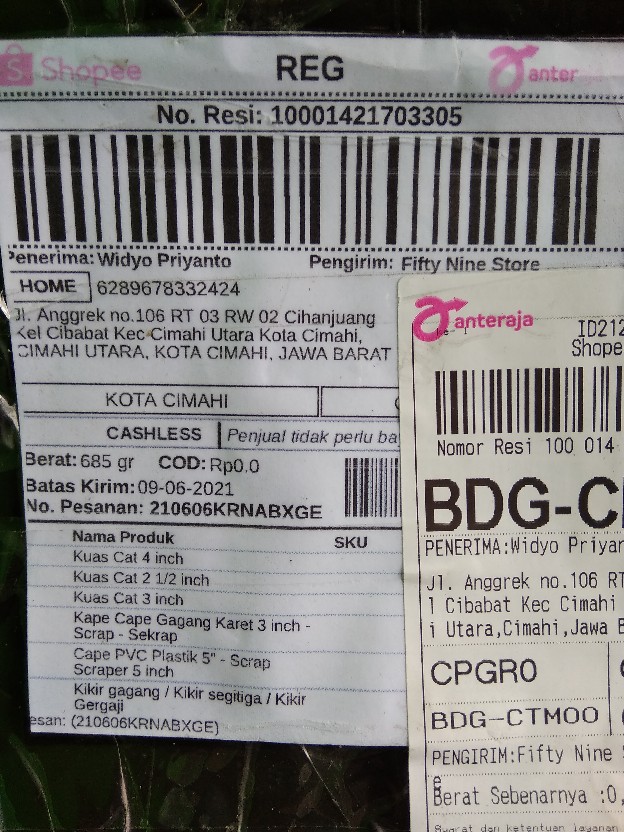 Shopee
REG
anter
No. Resi: 10001421703305
Penerima: Widyo Priyanto
Pengirim: Fifty Nine Store
HOME 6289678332424
Jl. Anggrek no.106 RT 03 RW 02 Cihanjuang
Kel Cibabat Kec Cimahi Utara Kota Cimahi,
CIMAHI UTARA, KOTA CIMAHI, JAWA BARAT
KOTA CIMAHI
CASHLESS Penjual tidak perlu ba
Berat: 685 gr COD: Rp0.0
Batas Kirim: 09-06-2021
No. Pesanan: 210606KRNABXGE
Nama Produk SKU
Kuas Cat 4 inch
Kuas Cat 2 1/2 inch
Kuas Cat 3 inch
Kape Cape Gagang Karet 3 inch -
Scrap - Sekrap
Cape PVC Plastik 5" - Scrap
Scraper 5 inch
Kikir gagang / Kikir segitiga / Kikir
Gergaji
esan: (210606KRNABXGE)
anteraja
ID212
Shope
Nomor Resi 100 014
BDG-C
PENERIMA:Widyo Priyar
Jl. Anggrek no.106 RT
l Cibabat Kec Cimahi
i Utara,Cimahi,Jawa B
CPGR0
BDG-CTM00
PENGIRIM:Fifty Nine
e
Berat Sebenarnya :0,
Syarat dan ketentuan layanan